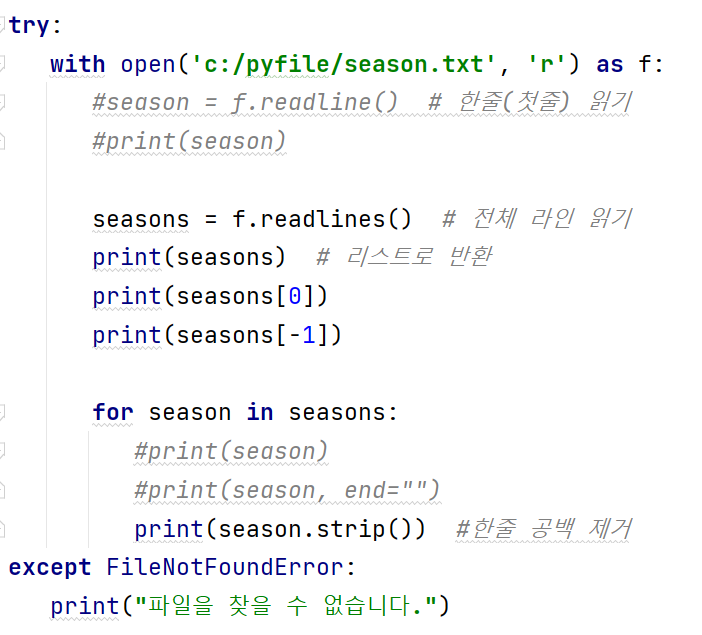 try:
with open('c:/pyfile/season.txt', 'r') as f:
#season = f.readline()  # 한줄(첫줄) 읽기
#print(season)
seasons = f.readlines()  # 전체 라인 읽기
print(seasons)  # 리스트로 반환
print(seasons[0])
print(seasons[-1])
for season in seasons:
#print(season)
#print(season, end="")
print(season.strip())  #한줄 공백 제거
except FileNotFoundError:
print("파일을 찾을 수 없습니다.")